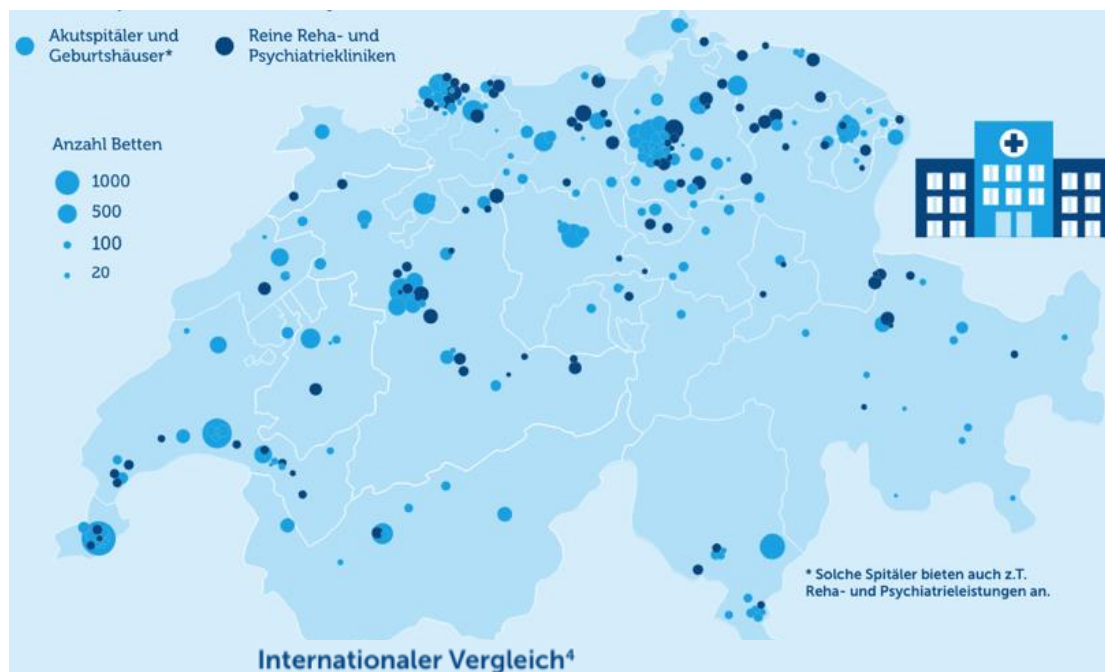 Akutspitäler und
Geburtshäuser*
Reine Reha- und
Psychiatriekliniken
Anzahl Betten
1000
500
100
20
* Solche Spitäler bieten auch z.T.
Reha- und Psychiatrieleistungen an.
Internationaler Vergleich⁴